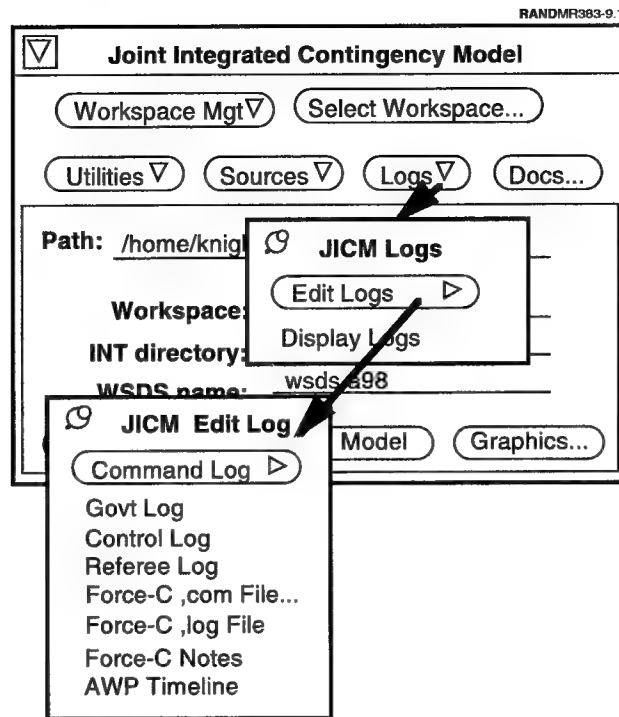 RANDMR383-9.1
Joint Integrated Contingency Model
Workspace Mgt Select Workspace...
Utilities Sources Logs Docs...
Path: /home/knig
JICM Logs
Edit Logs
Display Logs
Workspace:
INT directory:
WSDS name: wsds.a98
JICM Edit Log
Command Log
Govt Log
Control Log
Referee Log
Force-C ,com File...
Force-C ,log File
Force-C Notes
AWP Timeline
Model Graphics...